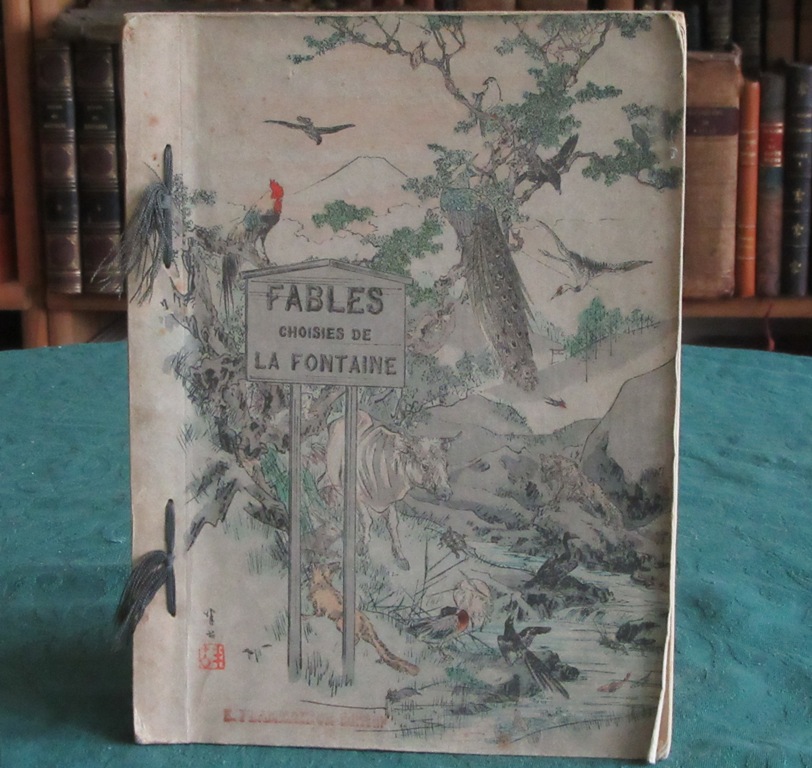 FABLES
CHOISIES DE
LA FONTAINE